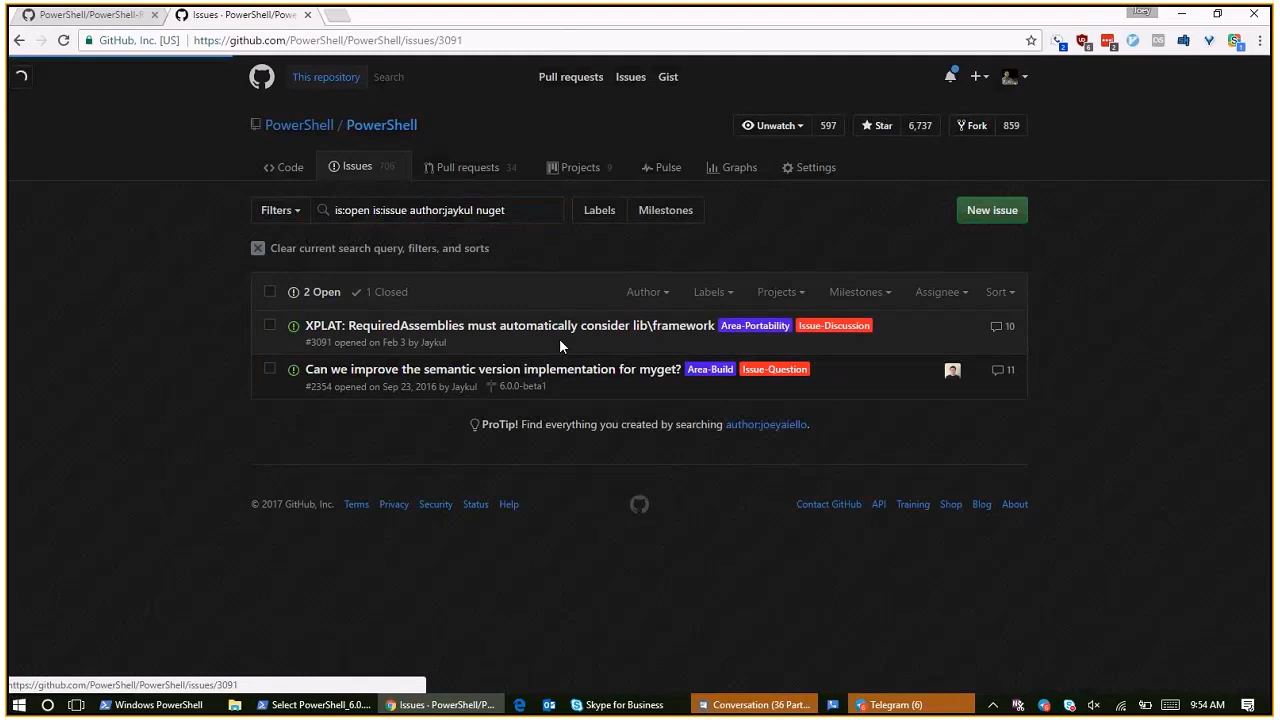 PowerShell/PowerShell-R
Issues · PowerShell/Powe
Joey
GitHub, Inc. [US]
https://github.com/PowerShell/PowerShell/issues/3091
This repository
Search
Pull requests
Issues
Gist
PowerShell / PowerShell
Unwatch
597
Star
6,737
Fork
859
Code
Issues 706
Pull requests 34
Projects 9
Pulse
Graphs
Settings
Filters
is:open is:issue author:jaykul nuget
Labels
Milestones
New issue
Clear current search query, filters, and sorts
2 Open
1 Closed
Author
Labels
Projects
Milestones
Assignee
Sort
XPLAT: RequiredAssemblies must automatically consider lib\framework
Area-Portability
Issue-Discussion
10
#3091 opened on Feb 3 by Jaykul
Can we improve the semantic version implementation for myget?
Area-Build
Issue-Question
11
#2354 opened on Sep 23, 2016 by Jaykul
6.0.0-beta1
ProTip! Find everything you created by searching author:joeyaiello.
© 2017 GitHub, Inc.
Terms
Privacy
Security
Status
Help
Contact GitHub
API
Training
Shop
Blog
About
https://github.com/PowerShell/PowerShell/issues/3091
Windows PowerShell
Select PowerShell_6.0....
Issues - PowerShell/P...
Skype for Business
Conversation (36 Part...
Telegram (6)
9:54 AM